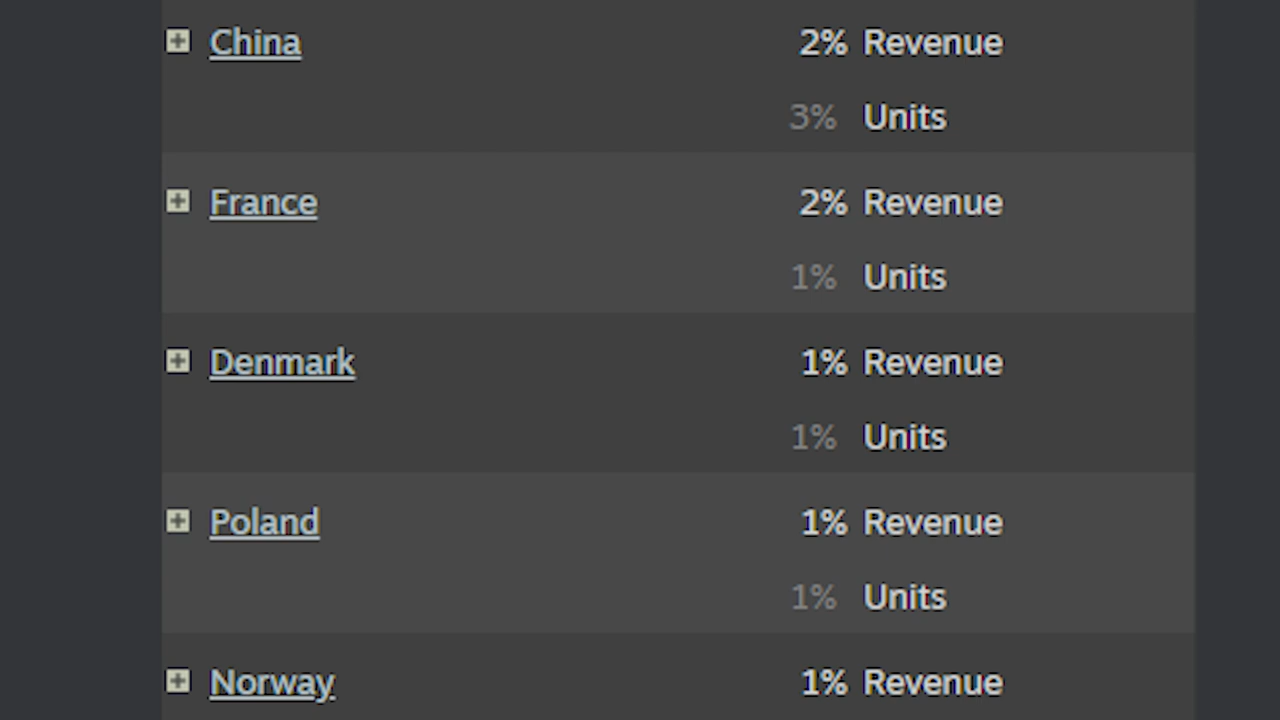 China 2% Revenue
3% Units
France 2% Revenue
1% Units
Denmark 1% Revenue
1% Units
Poland 1% Revenue
1% Units
Norway 1% Revenue